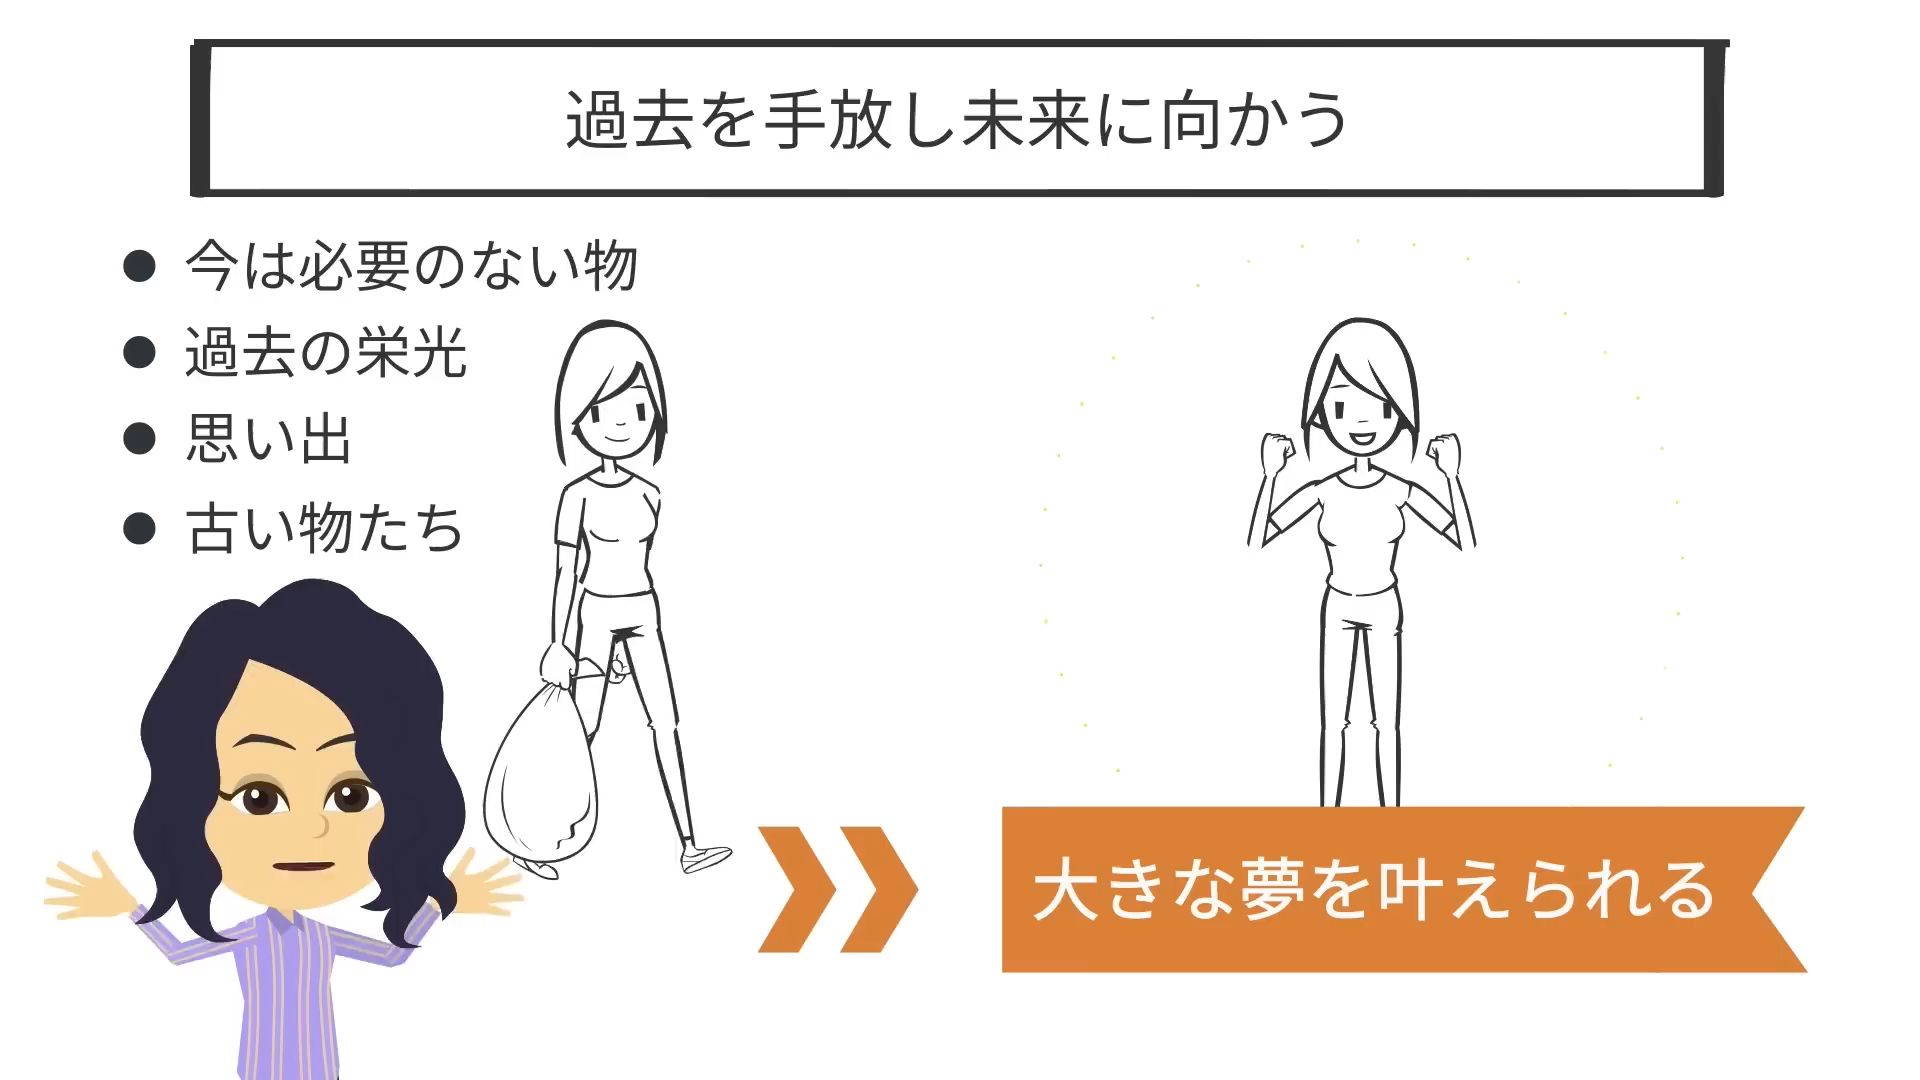 過去を手放し未来に向かう
今は必要のない物
過去の栄光
思い出
古い物たち
大きな夢を叶えられる